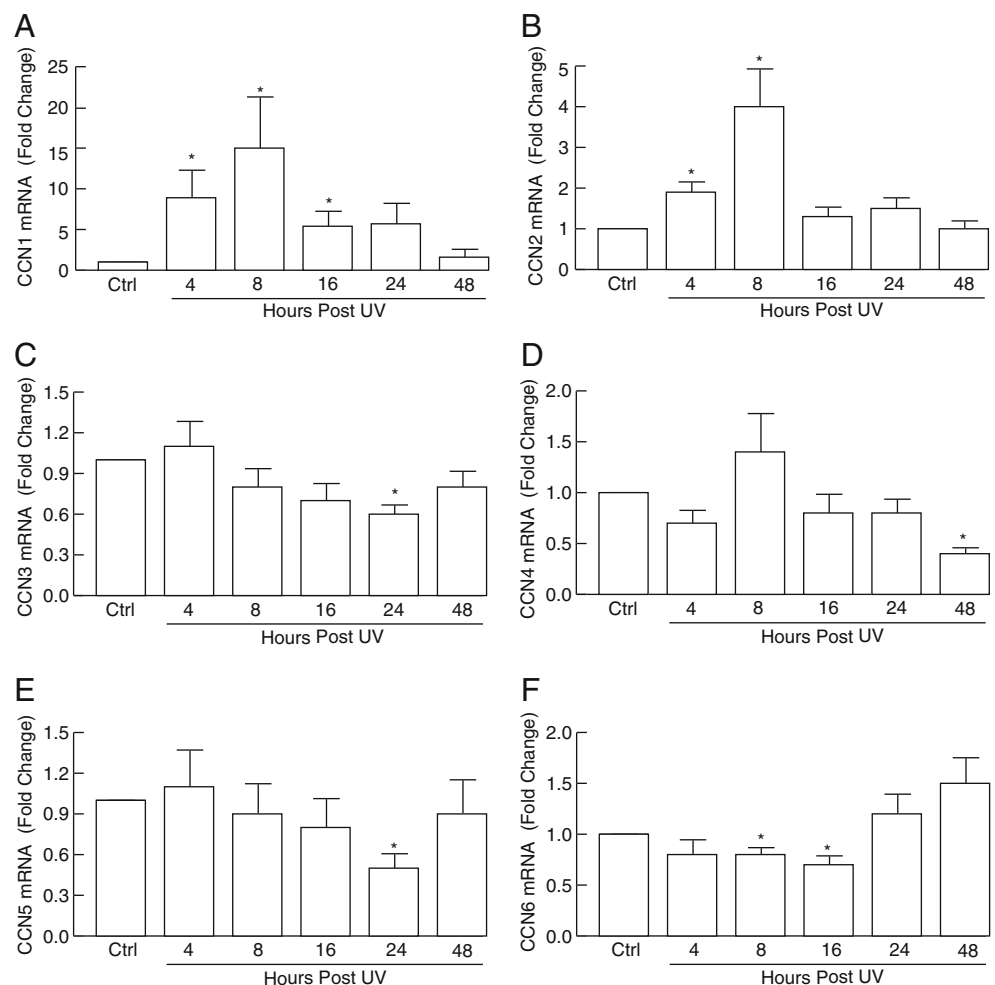 A
CCN1 mRNA (Fold Change)
25
20
15
10
5
0
* * *
Ctrl 4 8 16 24 48
Hours Post UV
B
CCN2 mRNA (Fold Change)
5
4
3
2
1
0
* *
Ctrl 4 8 16 24 48
Hours Post UV
C
CCN3 mRNA (Fold Change)
1.5
1.2
0.9
0.6
0.3
0.0
*
Ctrl 4 8 16 24 48
Hours Post UV
D
CCN4 mRNA (Fold Change)
2.0
1.5
1.0
0.5
0.0
*
Ctrl 4 8 16 24 48
Hours Post UV
E
CCN5 mRNA (Fold Change)
1.5
1.2
0.9
0.6
0.3
0.0
*
Ctrl 4 8 16 24 48
Hours Post UV
F
CCN6 mRNA (Fold Change)
2.0
1.5
1.0
0.5
0.0
* *
Ctrl 4 8 16 24 48
Hours Post UV